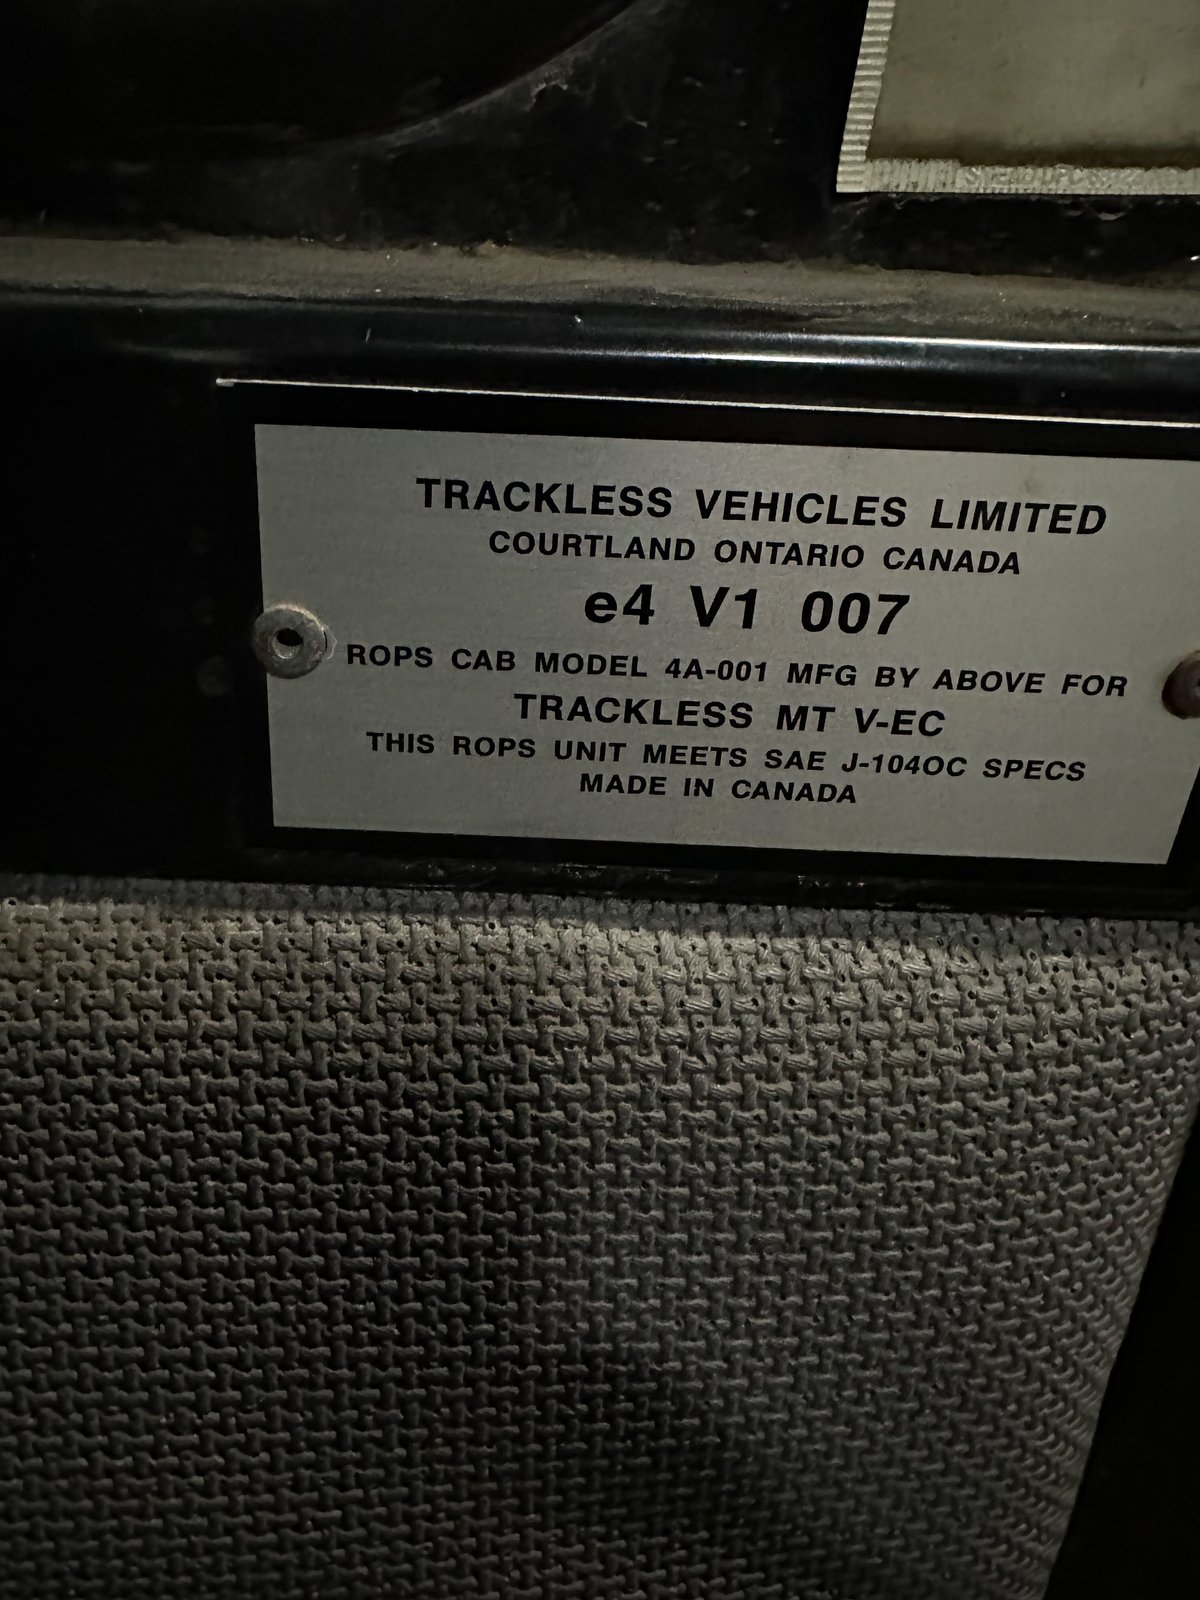 TRACKLESS VEHICLES LIMITED
COURTLAND ONTARIO CANADA
e4 V1 007
ROPS CAB MODEL 4A-001 MFG BY ABOVE FOR
TRACKLESS MT V-EC
THIS ROPS UNIT MEETS SAE J-104OC SPECS
MADE IN CANADA